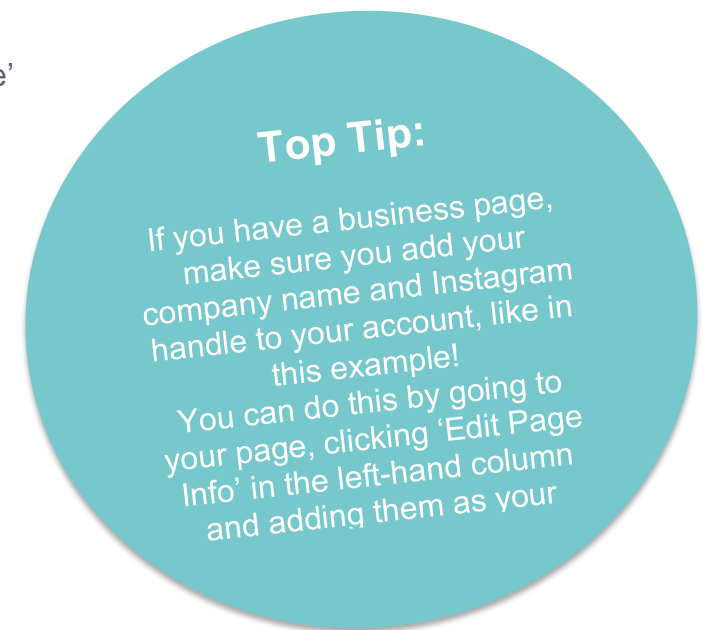 e’
Top Tip:
If you have a business page,
make sure you add your
company name and Instagram
handle to your account, like in
this example!
You can do this by going to
your page, clicking ‘Edit Page
Info’ in the left-hand column
and adding them as your